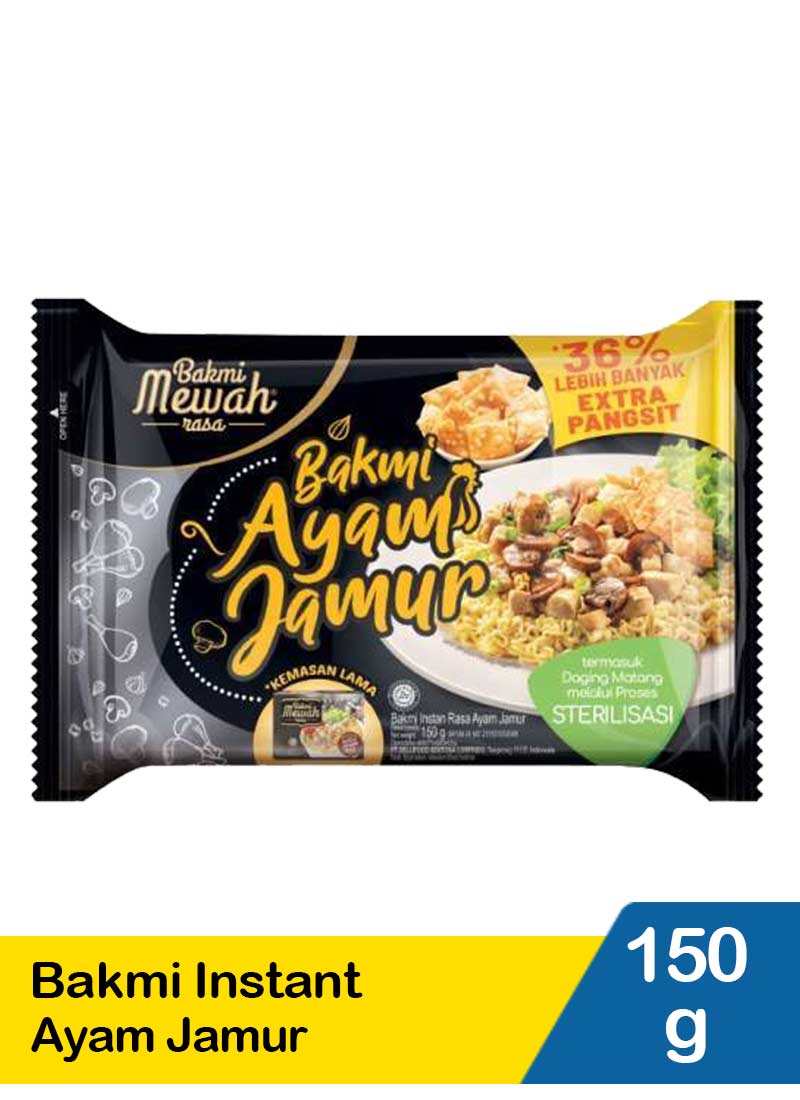 OPEN HERE
Bakmi
Mewah®
rasa
36%
LEBIH BANYAK
EXTRA
PANGSIT
Bakmi
Ayam
Jamur
*KEMASAN LAMA
Bakmi
Mewah
termasuk
Daging Matang
melalui Proses
STERILISASI
Bakmi Instan Rasa Ayam Jamur
150 g
Bakmi Instant
Ayam Jamur
150
g